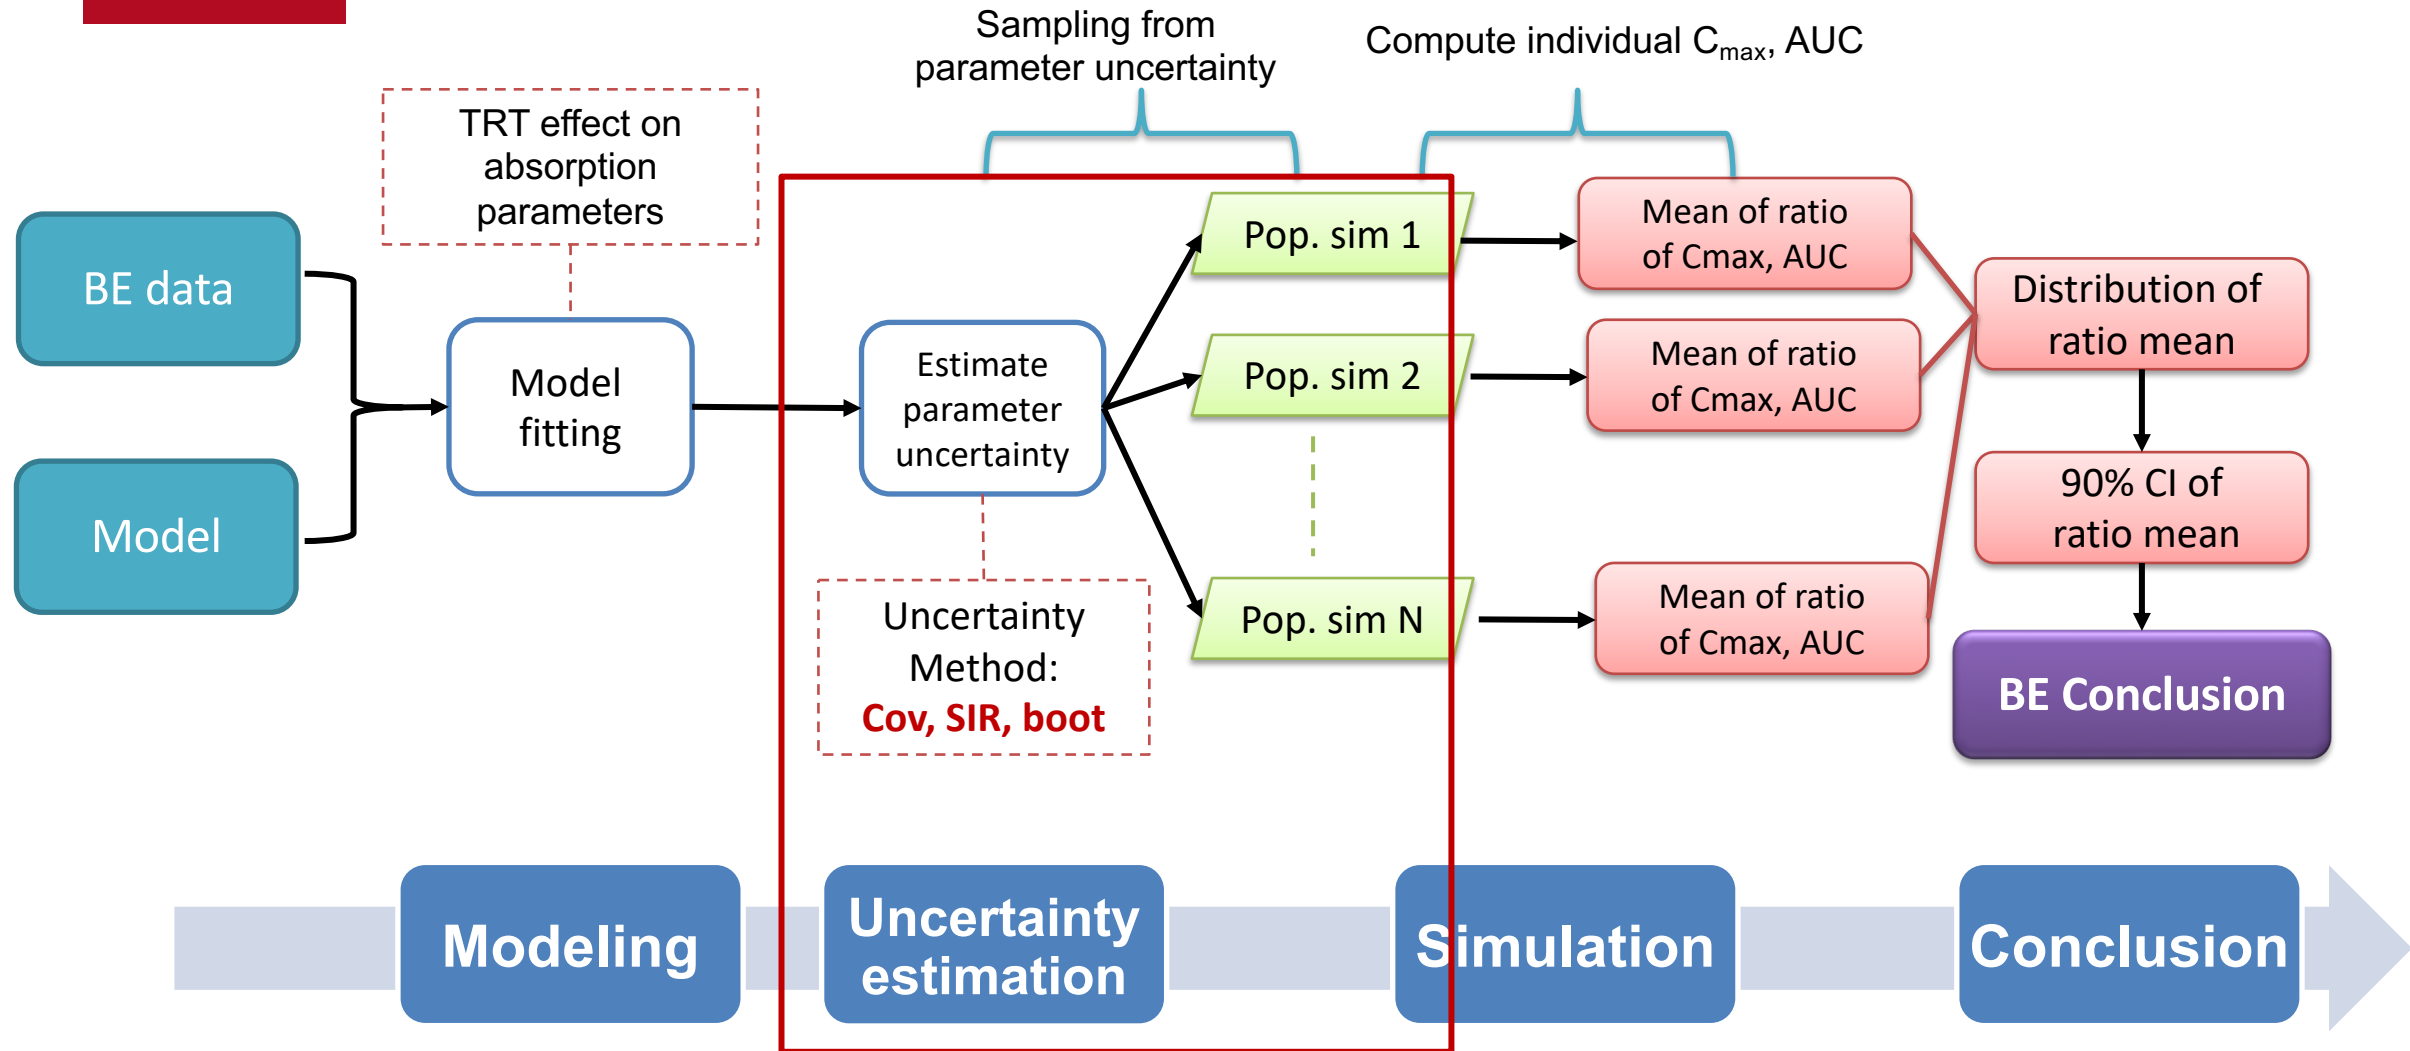 Sampling from
parameter uncertainty
Compute individual Cmax, AUC
TRT effect on
absorption
parameters
BE data
Model
Model
fitting
Estimate
parameter
uncertainty
Uncertainty
Method:
Cov, SIR, boot
Pop. sim 1
Pop. sim 2
Pop. sim N
Mean of ratio
of Cmax, AUC
Mean of ratio
of Cmax, AUC
Mean of ratio
of Cmax, AUC
Distribution of
ratio mean
90% CI of
ratio mean
BE Conclusion
Modeling
Uncertainty
estimation
Simulation
Conclusion